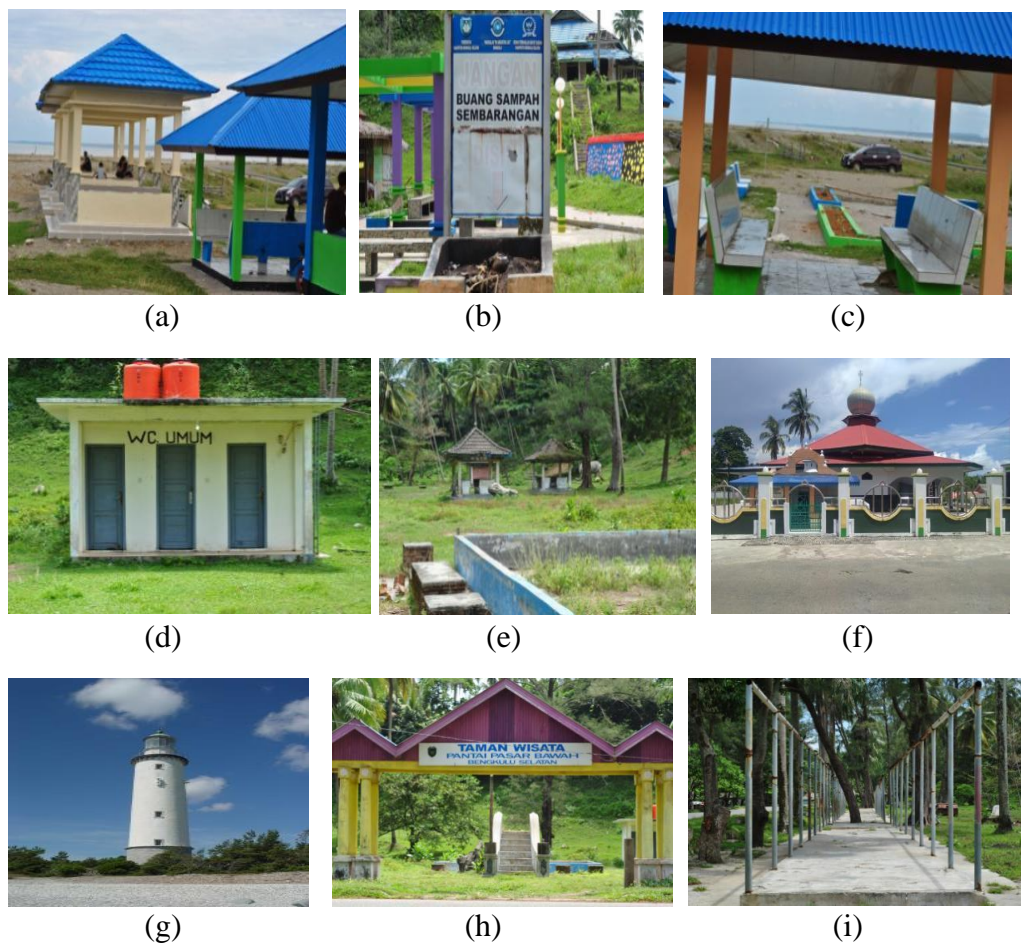 JANGAN
BUANG SAMPAH
SEMBARANGAN
(a)
(b)
(c)
WC UMUM
(d)
(e)
(f)
TAMAN WISATA
PANTAI PASAR BAWAH
BENGKULU SELATAN
(g)
(h)
(i)